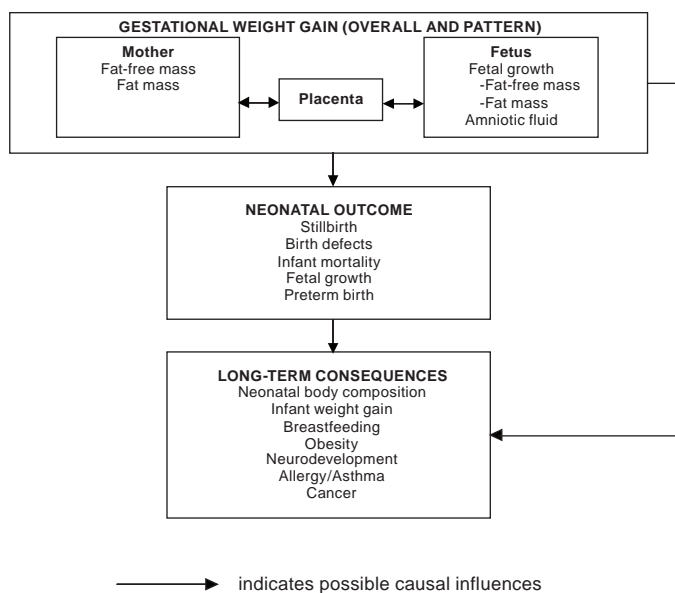 GESTATIONAL WEIGHT GAIN (OVERALL AND PATTERN)
Mother
Fat-free mass
Fat mass
Placenta
Fetus
Fetal growth
-Fat-free mass
-Fat mass
Amniotic fluid
NEONATAL OUTCOME
Stillbirth
Birth defects
Infant mortality
Fetal growth
Preterm birth
LONG-TERM CONSEQUENCES
Neonatal body composition
Infant weight gain
Breastfeeding
Obesity
Neurodevelopment
Allergy/Asthma
Cancer
indicates possible causal influences